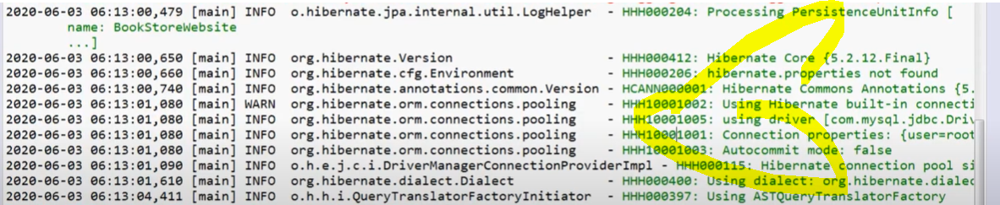 2020-06-03 06:13:00,479 [main] INFO o.hibernate.jpa.internal.util.LogHelper - HHH000204: Processing PersistenceUnitInfo [
name: BookStoreWebsite
...]
2020-06-03 06:13:00,650 [main] INFO org.hibernate.Version - HHH000412: Hibernate Core {5.2.12.Final}
2020-06-03 06:13:00,660 [main] INFO org.hibernate.cfg.Environment - HHH000206: hibernate.properties not found
2020-06-03 06:13:00,740 [main] INFO org.hibernate.annotations.common.Version - HCANN000001: Hibernate Commons Annotations {5.
2020-06-03 06:13:01,080 [main] WARN org.hibernate.orm.connections.pooling - HHH10001002: Using Hibernate built-in connecti
2020-06-03 06:13:01,080 [main] INFO org.hibernate.orm.connections.pooling - HHH10001005: using driver [com.mysql.jdbc.Driv
2020-06-03 06:13:01,080 [main] INFO org.hibernate.orm.connections.pooling - HHH10001001: Connection properties: {user=root
2020-06-03 06:13:01,080 [main] INFO org.hibernate.orm.connections.pooling - HHH10001003: Autocommit mode: false
2020-06-03 06:13:01,090 [main] INFO o.h.e.j.c.i.DriverManagerConnectionProviderImpl - HHH000115: Hibernate connection pool si
2020-06-03 06:13:01,610 [main] INFO org.hibernate.dialect.Dialect - HHH000400: Using dialect: org.hibernate.dialec
2020-06-03 06:13:04,411 [main] INFO o.h.h.i.QueryTranslatorFactoryInitiator - HHH000397: Using ASTQueryTranslatorFactory